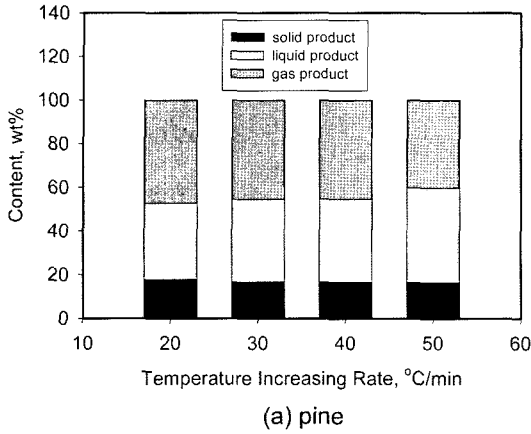 140
120
100
80
60
40
20
0
Content, wt%
solid product
liquid product
gas product
10 20 30 40 50 60
Temperature Increasing Rate, °C/min
(a) pine